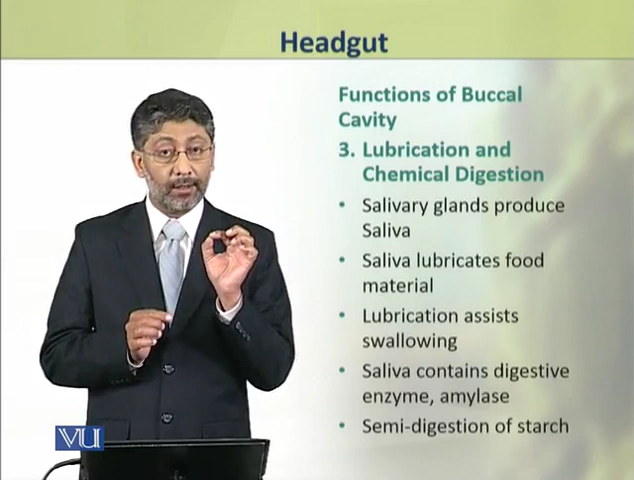 Headgut
Functions of Buccal
Cavity
3. Lubrication and
Chemical Digestion
• Salivary glands produce
Saliva
• Saliva lubricates food
material
• Lubrication assists
swallowing
• Saliva contains digestive
enzyme, amylase
• Semi-digestion of starch
VU